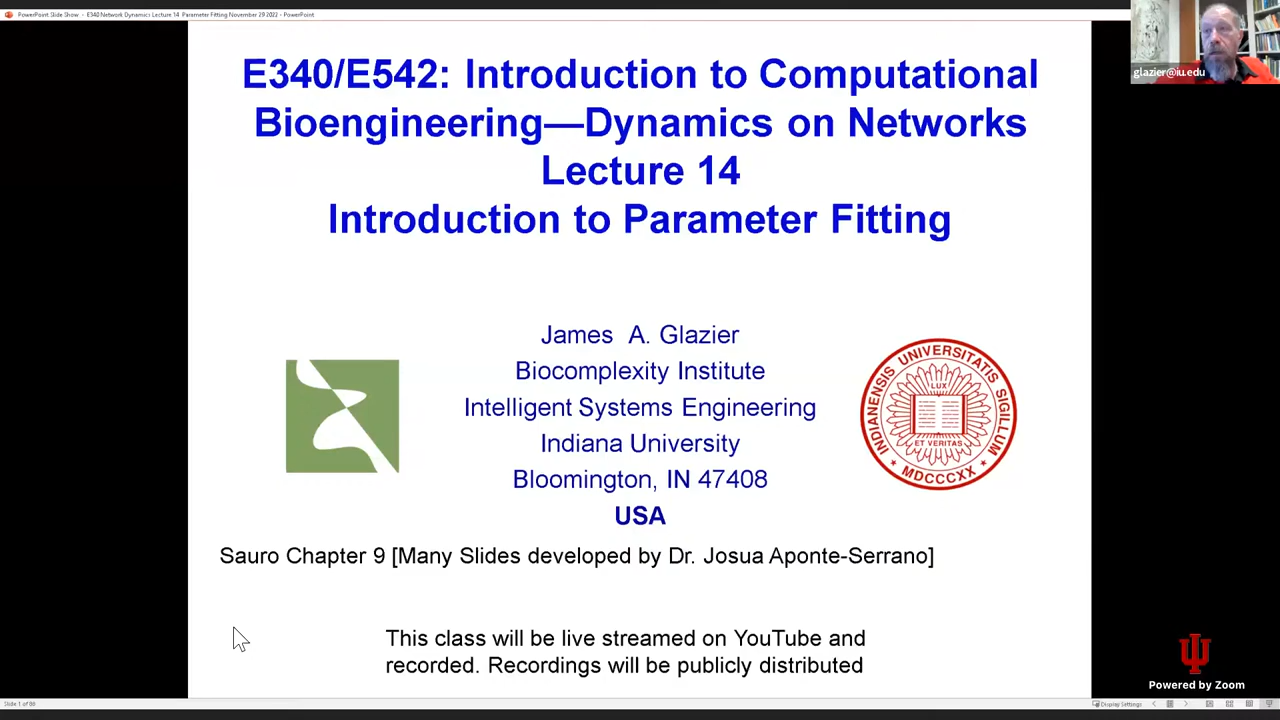 PowerPoint Slide Show - E340 Network Dynamics Lecture 14 Parameter Fitting November 29 2022 - PowerPoint
glazier@iu.edu
E340/E542: Introduction to Computational
Bioengineering—Dynamics on Networks
Lecture 14
Introduction to Parameter Fitting
James A. Glazier
Biocomplexity Institute
Intelligent Systems Engineering
Indiana University
Bloomington, IN 47408
USA
INDIANENSIS UNIVERSITATIS SIGILLUM
LUX
ET VERITAS
MDCCCXX
Sauro Chapter 9 [Many Slides developed by Dr. Josua Aponte-Serrano]
This class will be live streamed on YouTube and
recorded. Recordings will be publicly distributed
Powered by Zoom
Slide 1 of 86
Display Settings